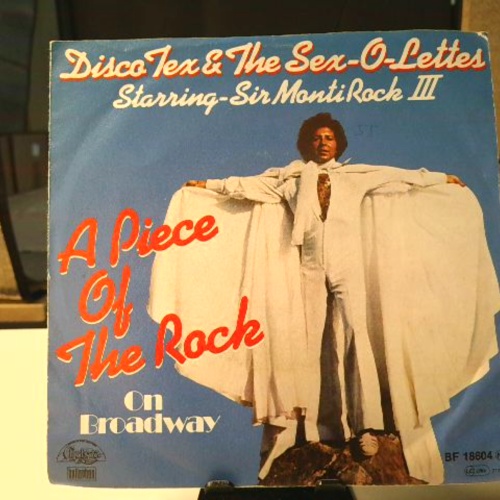 Disco Tex & The Sex-O-Lettes
Starring-Sir Monti Rock III
A Piece
Of
The Rock
On
Broadway
BF 18604